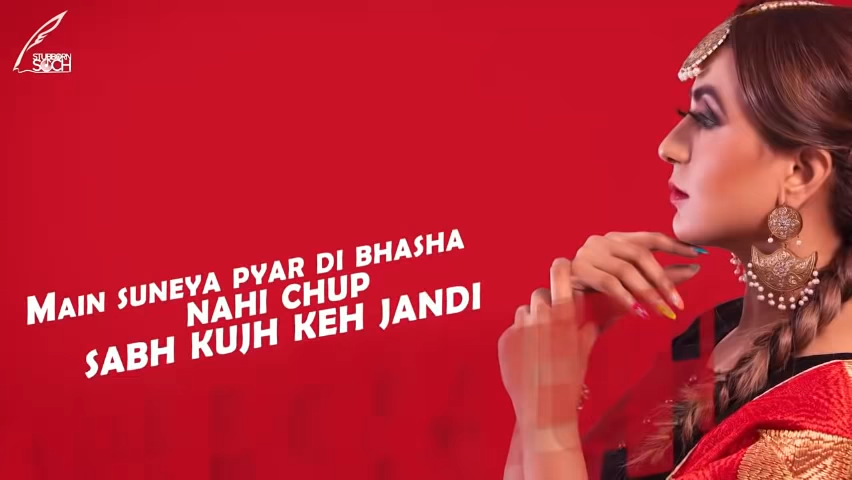 STUBBORN
SOCH
MAIN SUNEYA PYAR DI BHASHA
NAHI CHUP
SABH KUJH KEH JANDI